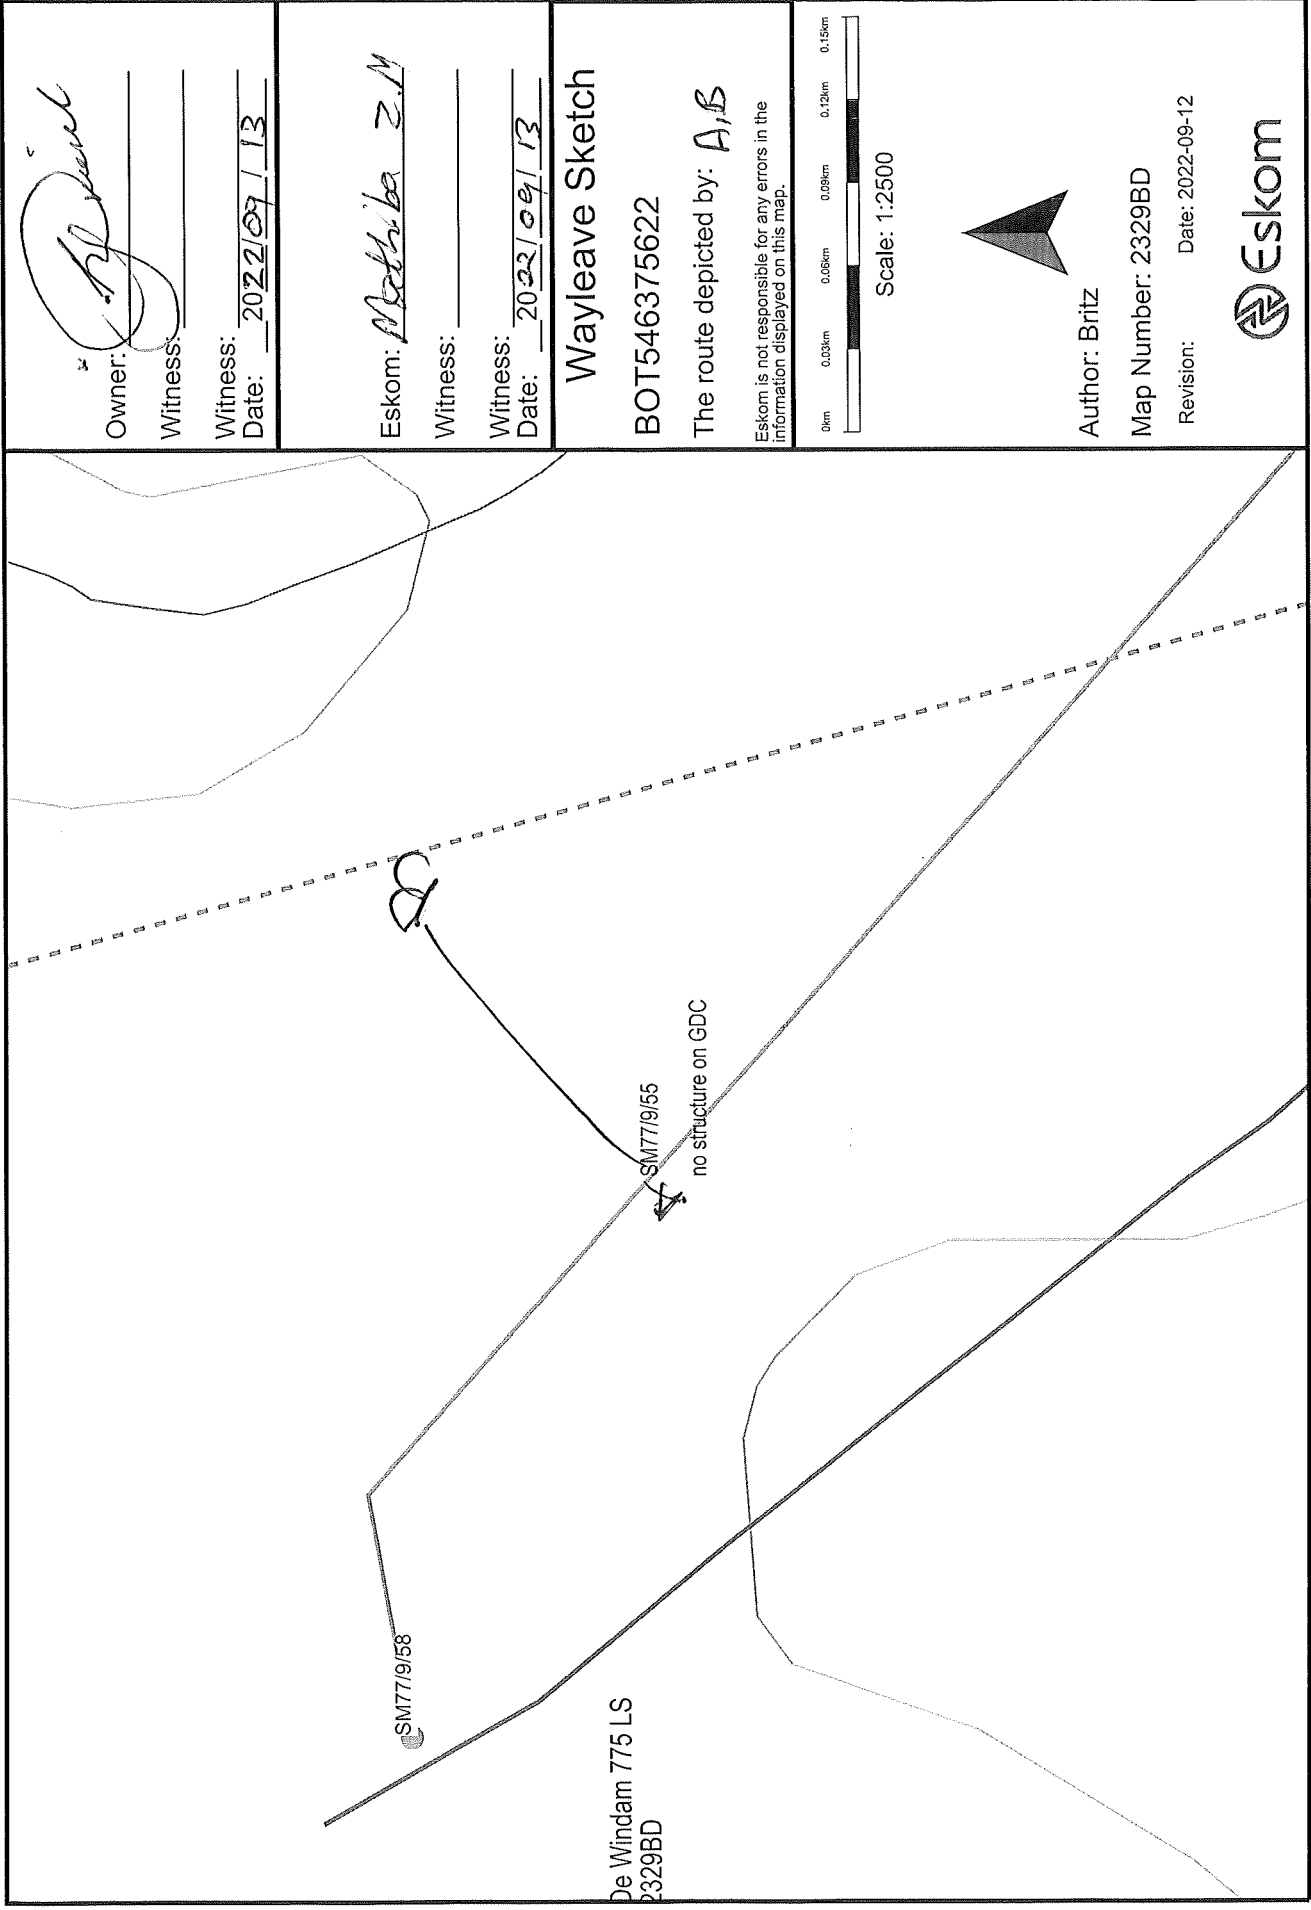 Owner:
Witness:
Witness:
Date: 2022/09/13
Eskom: Mathiba Z.M
Witness:
Witness:
Date: 2022/09/13
Wayleave Sketch
BOT546375622
The route depicted by: A,B
Eskom is not responsible for any errors in the
information displayed on this map.
0km 0.03km 0.06km 0.09km 0.12km 0.15km
Scale: 1:2500
Author: Britz
Map Number: 2329BD
Revision: Date: 2022-09-12
Eskom
B
SM77/9/55
A
no structure on GDC
SM77/9/58
De Windam 775 LS
2329BD